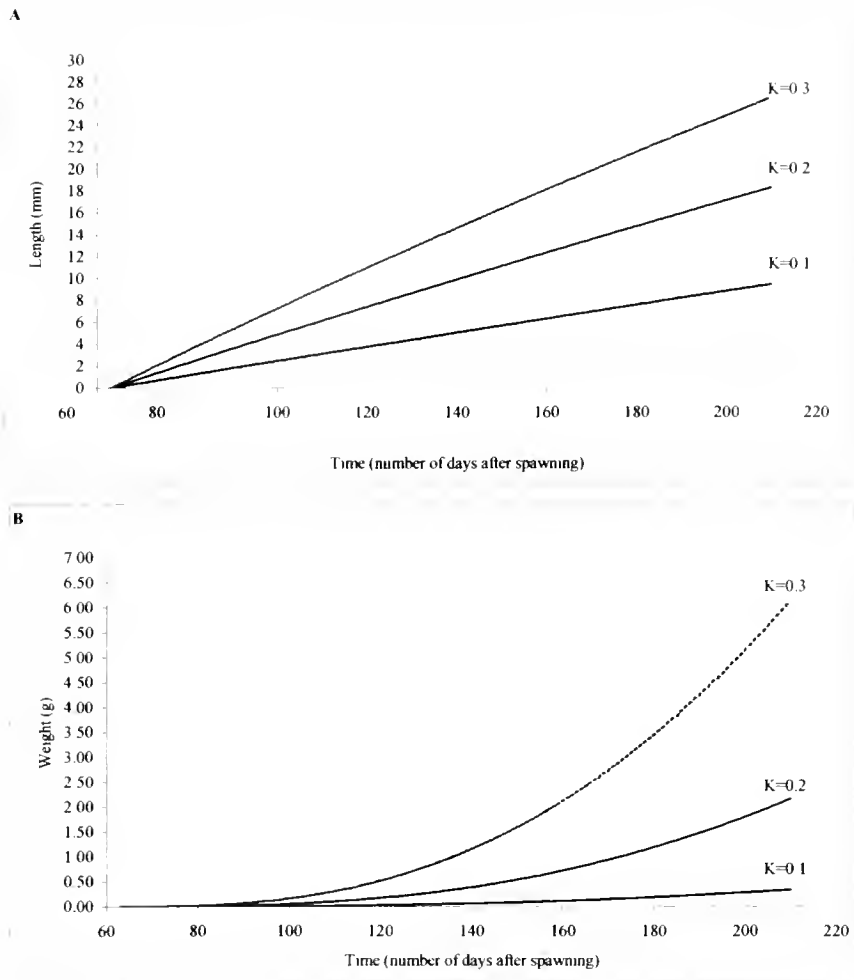 A
30
28
26
24
22
20
18
16
14
12
10
8
6
4
2
0
Length (mm)
K=0 3
K=0 2
K=0 1
60 80 100 120 140 160 180 200 220
Time (number of days after spawning)
B
7 00
6.50
6 00
5.50
5 00
4 50
4 00
3 50
3.00
2 50
2 00
1.50
1 00
0.50
0.00
Weight (g)
K=0.3
K=0.2
K=0 1
60 80 100 120 140 160 180 200 220
Time (number of days after spawning)